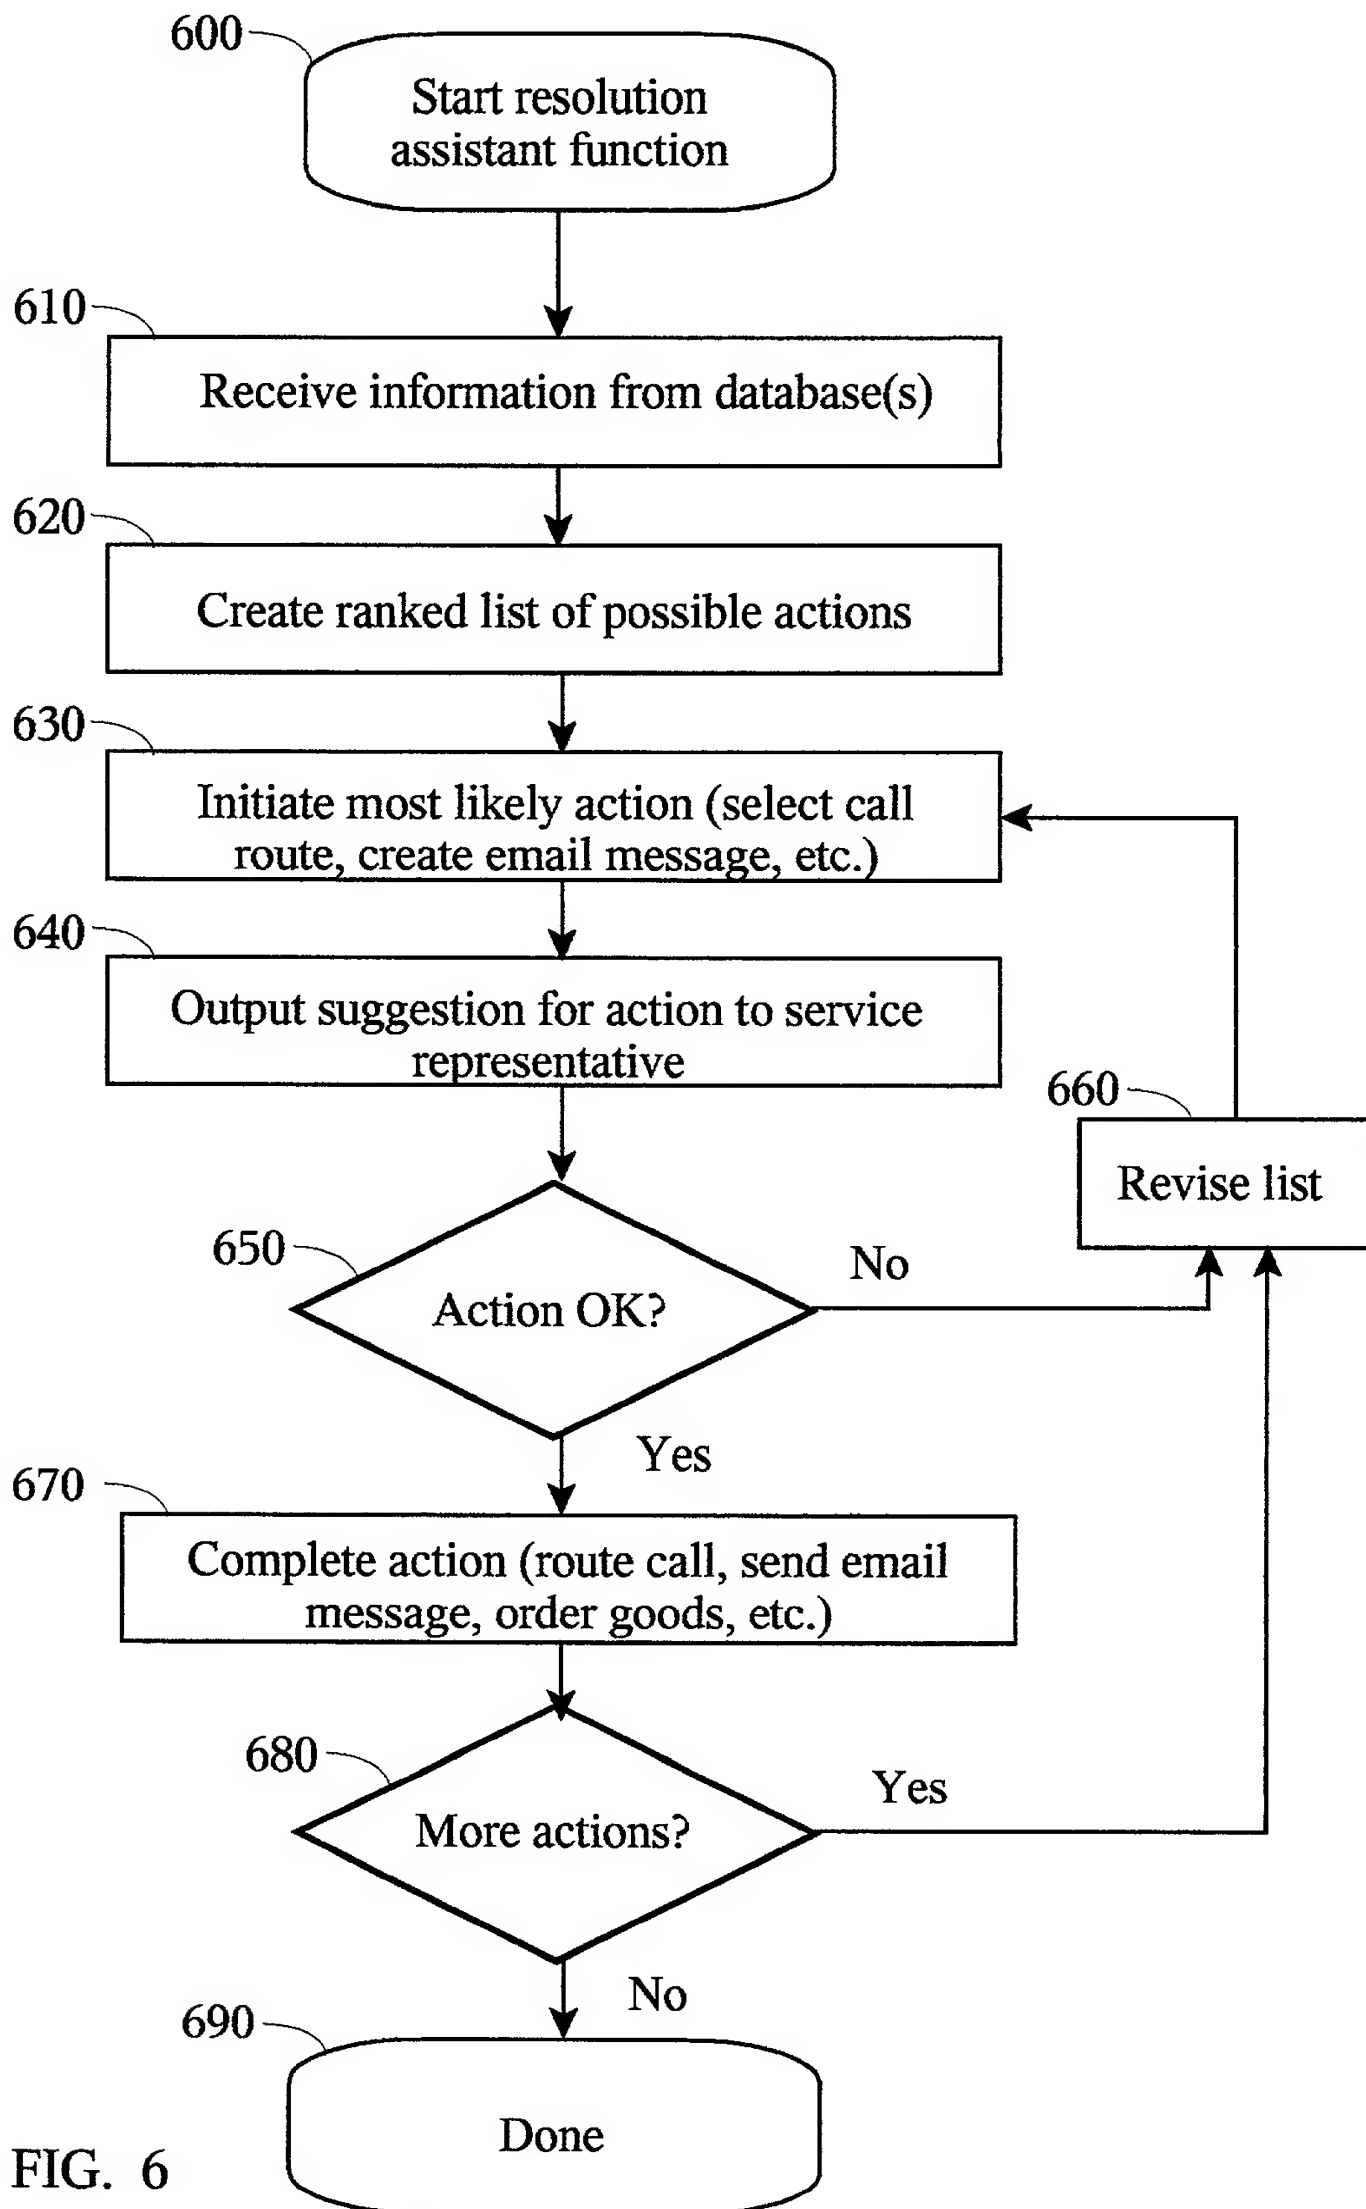 600
Start resolution
assistant function
610
Receive information from database(s)
620
Create ranked list of possible actions
630
Initiate most likely action (select call
route, create email message, etc.)
640
Output suggestion for action to service
representative
660
Revise list
650
Action OK?
No
Yes
670
Complete action (route call, send email
message, order goods, etc.)
680
More actions?
Yes
No
690
Done
FIG. 6